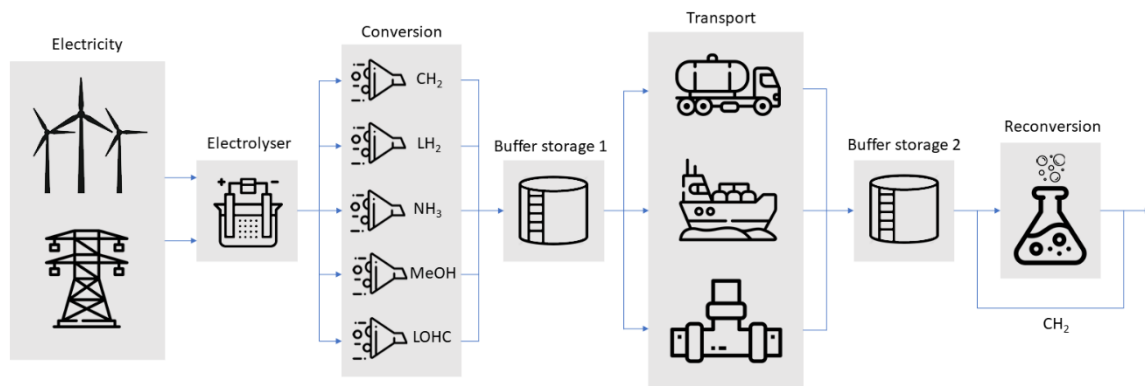 Electricity
Electrolyser
+ -
Conversion
CH₂
LH₂
NH₃
MeOH
LOHC
Buffer storage 1
Transport
Buffer storage 2
Reconversion
CH₂